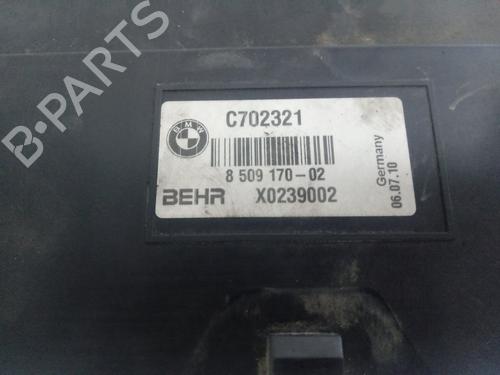 B-PARTS
BMW
C702321
8 509 170-02
BEHR X0239002
Germany
06.07.10